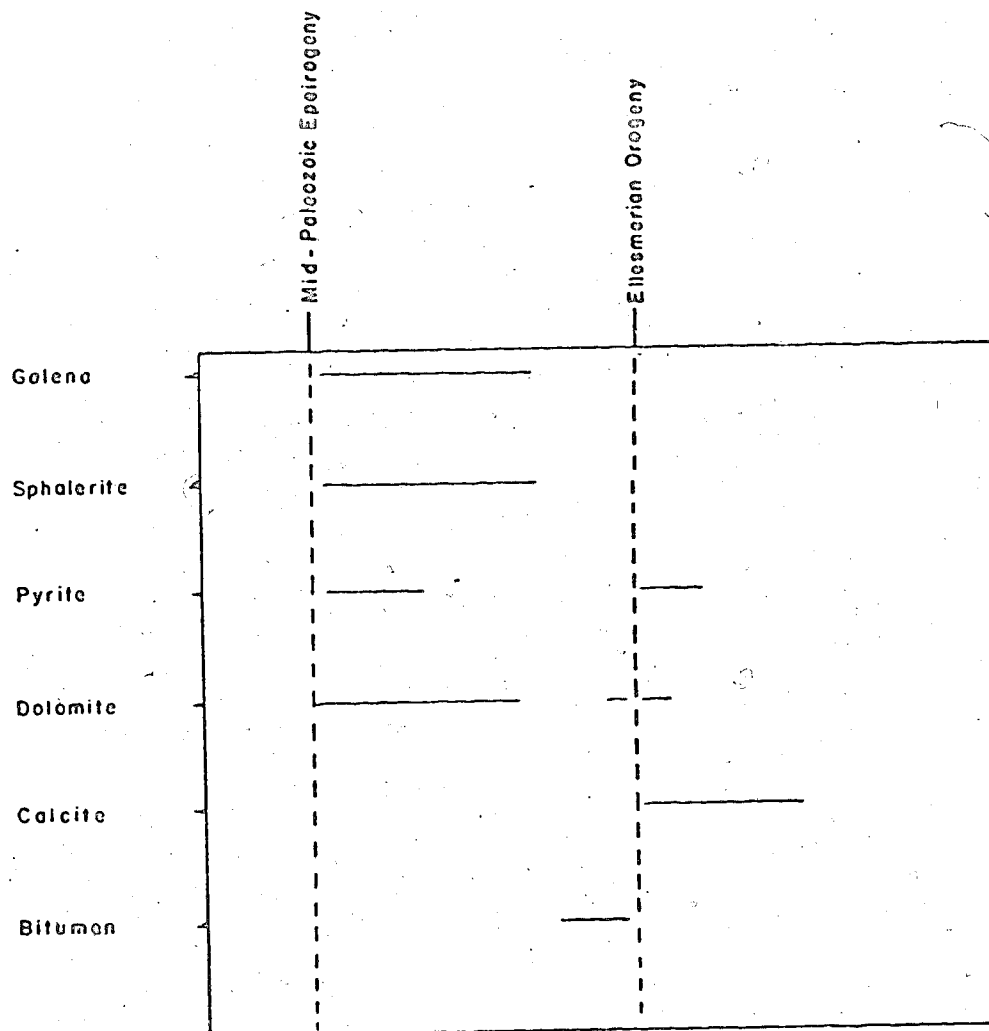 Mid - Paleozoic Epeirogeny
Ellesmerian Orogeny
Galena
Sphalerite
Pyrite
Dolomite
Calcite
Bitumen